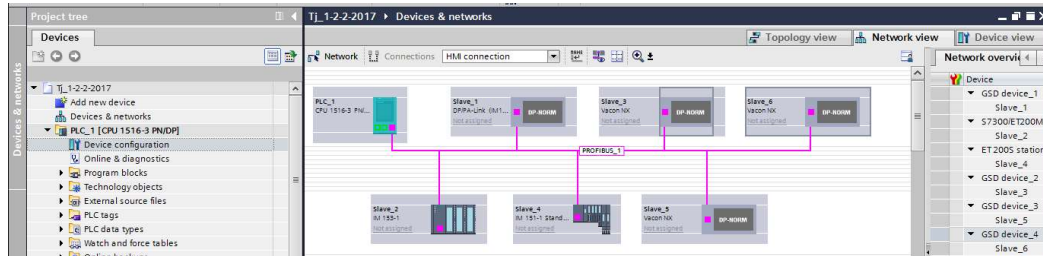 Project tree
Tj_1-2-2-2017 ▸ Devices & networks
Devices
Topology view
Network view
Device view
Network
Connections
HMI connection
Network overvie
Devices & networks
Tj_1-2-2-2017
Add new device
Devices & networks
PLC_1 [CPU 1516-3 PN/DP]
Device configuration
Online & diagnostics
Program blocks
Technology objects
External source files
PLC tags
PLC data types
Watch and force tables
PLC_1
CPU 1516-3 PN/...
Slave_1
DP/PA-Link (IM1...
Not assigned
DP-NORM
Slave_3
Vacon NX
Not assigned
DP-NORM
Slave_6
Vacon NX
Not assigned
DP-NORM
PROFIBUS_1
Slave_2
IM 153-1
Not assigned
Slave_4
IM 151-1 Stand...
Not assigned
Slave_5
Vacon NX
Not assigned
DP-NORM
Device
GSD device_1
Slave_1
S7300/ET200M
Slave_2
ET 200S station
Slave_4
GSD device_2
Slave_3
GSD device_3
Slave_5
GSD device_4
Slave_6